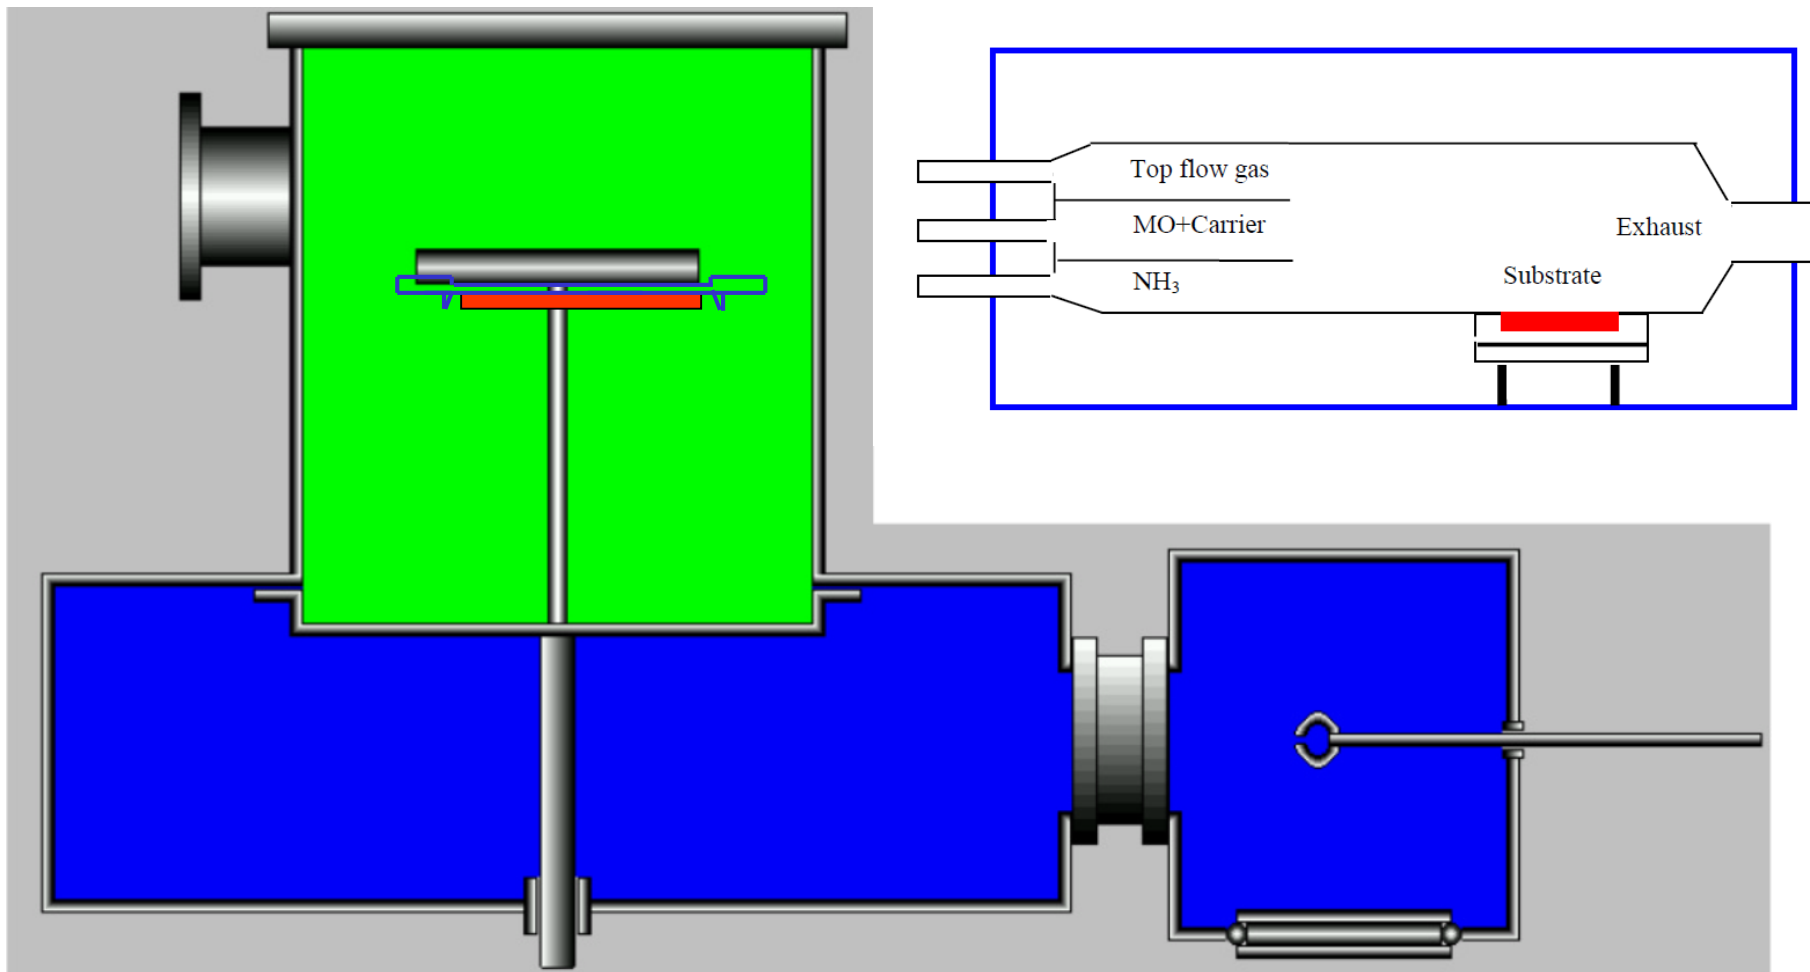 Top flow gas
MO+Carrier
Exhaust
Substrate
NH₃